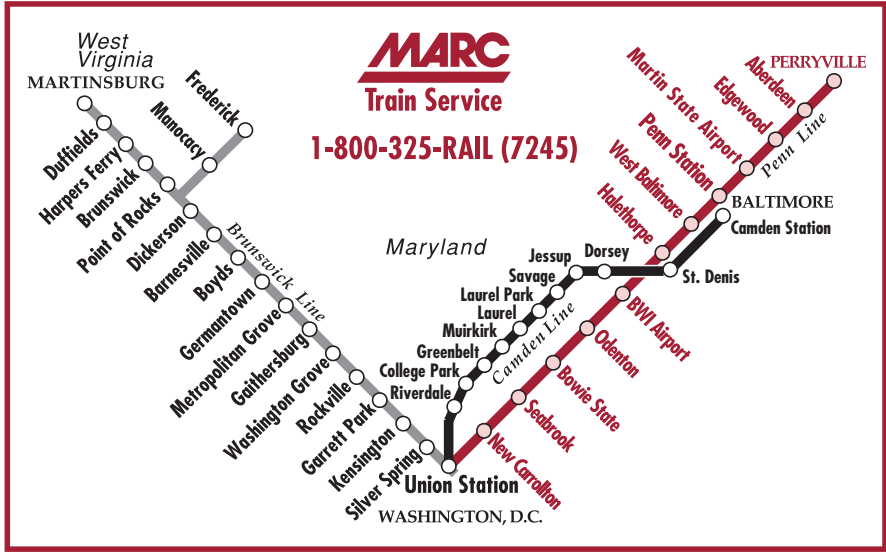 West
Virginia
MARTINSBURG
MARC
Train Service
1-800-325-RAIL (7245)
PERRYVILLE
Frederick
Manocacy
Duffields
Harpers Ferry
Brunswick
Point of Rocks
Dickerson
Barnesville
Boyds
Germantown
Metropolitan Grove
Gaithersburg
Washington Grove
Rockville
Garrett Park
Kensington
Silver Spring
Brunswick Line
Maryland
Aberdeen
Edgewood
Martin State Airport
Penn Station
West Baltimore
Halethorpe
Penn Line
BALTIMORE
Camden Station
St. Denis
Dorsey
Jessup
Savage
Laurel Park
Laurel
Muirkirk
Greenbelt
College Park
Riverdale
Camden Line
BWI Airport
Odenton
Bowie State
Seabrook
New Carrollton
Union Station
WASHINGTON, D.C.